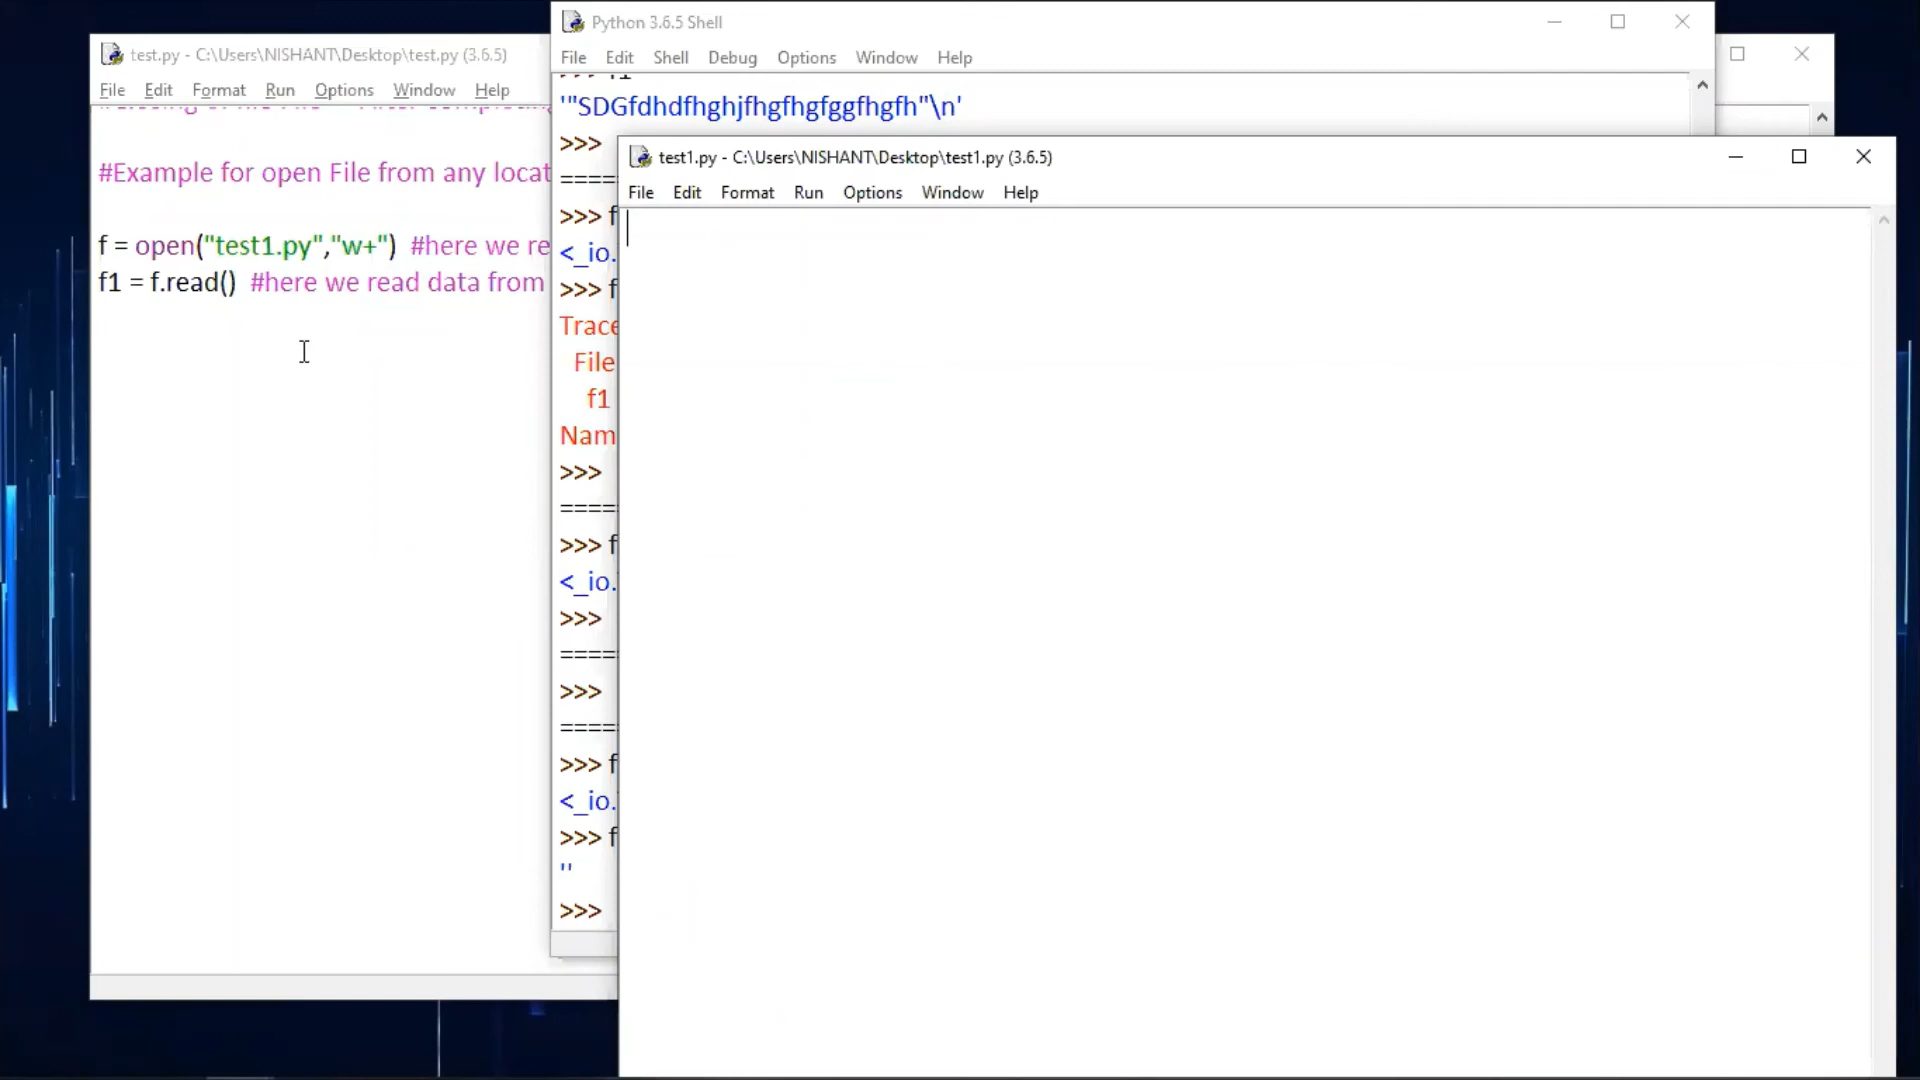 test.py - C:\Users\NISHANT\Desktop\test.py (3.6.5)
File Edit Format Run Options Window Help
#Example for open File from any locat
f = open("test1.py","w+") #here we re
f1 = f.read() #here we read data from
Python 3.6.5 Shell
File Edit Shell Debug Options Window Help
'"SDGfdhdfhghjfhgfhgfggfhgfh"\n'
>>>
=====
>>> f
<_io.
>>> f
Trace
File
f1
Nam
>>>
=====
>>> f
<_io.
>>>
=====
>>>
=====
>>> f
<_io.
>>> f
''
>>>
test1.py - C:\Users\NISHANT\Desktop\test1.py (3.6.5)
File Edit Format Run Options Window Help